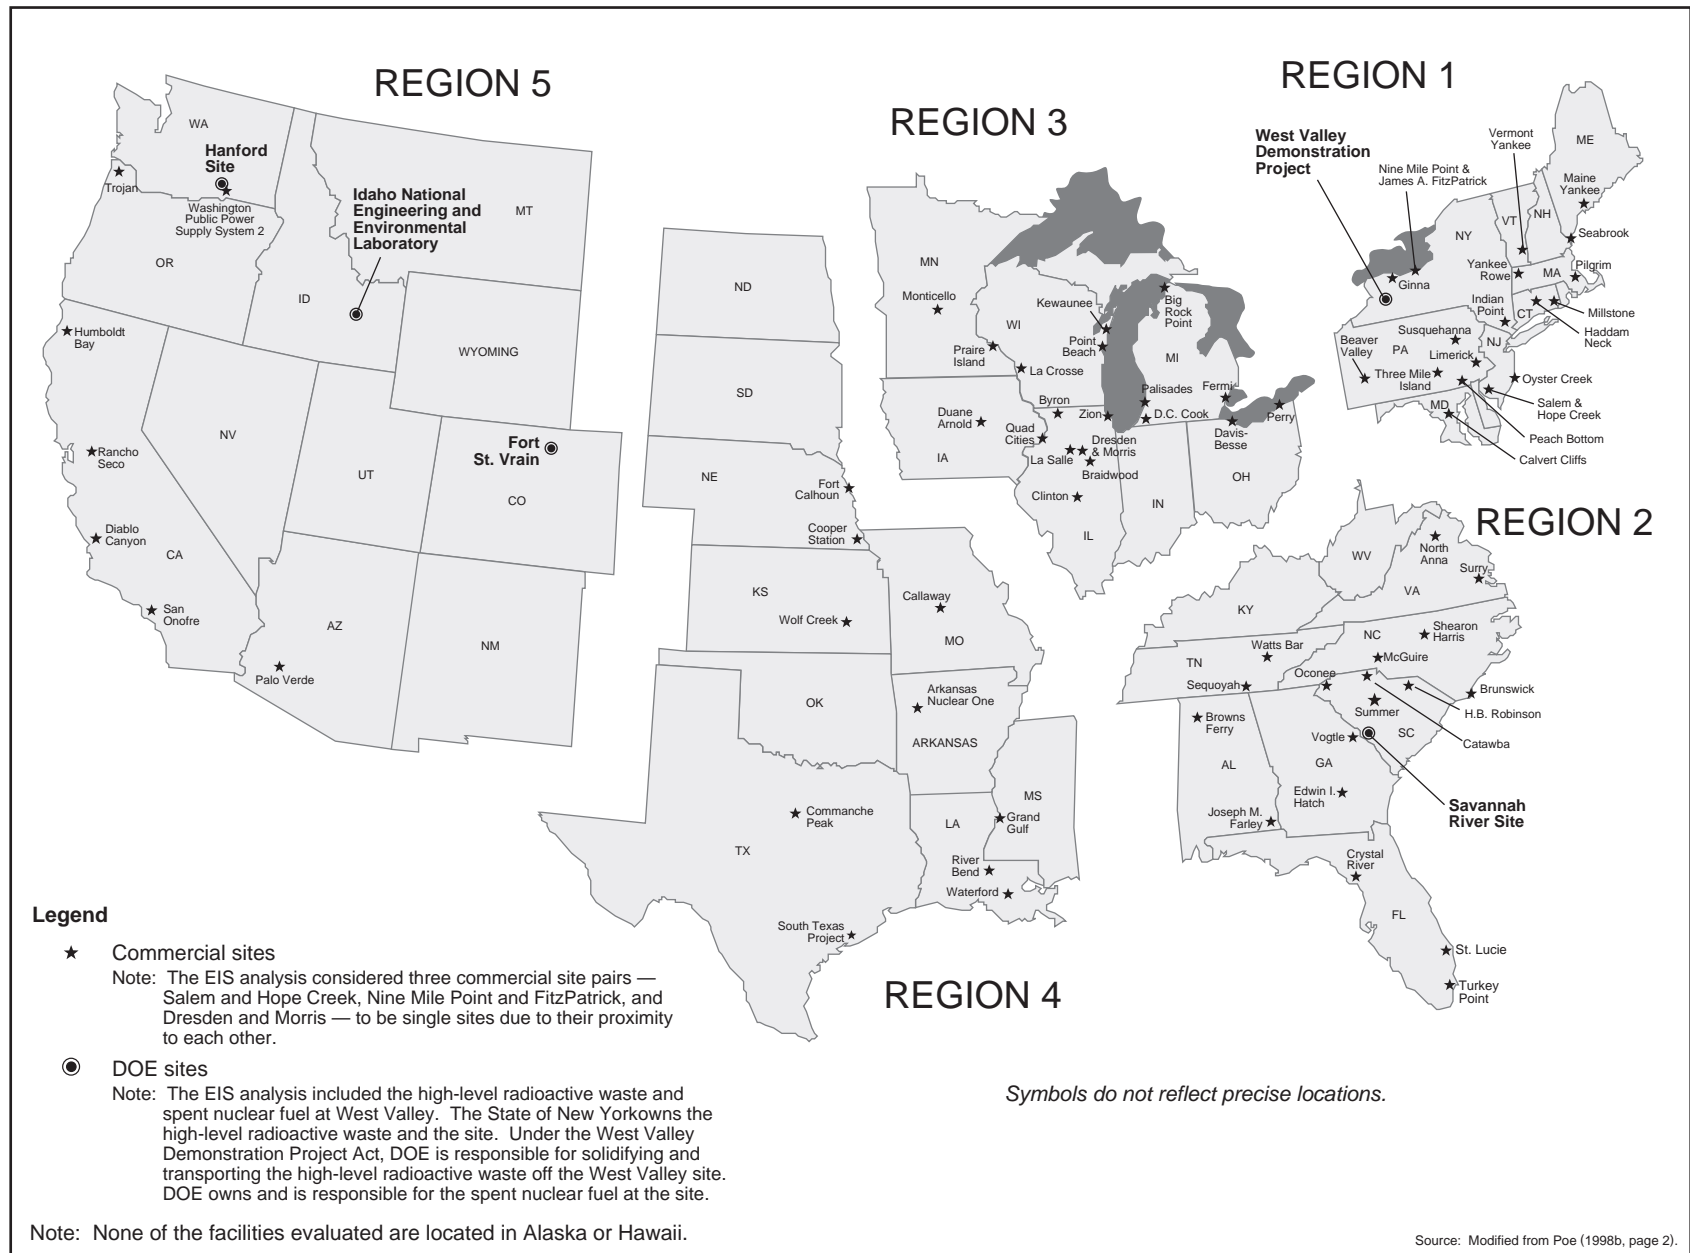 REGION 5
WA
Hanford
Site
Trojan
Washington
Public Power
Supply System 2
Idaho National
Engineering and
Environmental
Laboratory
MT
OR
ID
WYOMING
Humboldt
Bay
NV
UT
Fort
St. Vrain
CO
Rancho
Seco
Diablo
Canyon
CA
San
Onofre
AZ
NM
Palo Verde
REGION 3
MN
Monticello
Kewaunee
Big
Rock
Point
WI
Point
Beach
Praire
Island
La Crosse
MI
Palisades
Fermi
Byron
Zion
D.C. Cook
Perry
Duane
Arnold
Quad
Cities
Dresden
& Morris
Davis-
Besse
La Salle
Braidwood
IA
OH
Clinton
IN
IL
REGION 1
West Valley
Demonstration
Project
Vermont
Yankee
Nine Mile Point &
James A. FitzPatrick
ME
Maine
Yankee
VT
NH
NY
Seabrook
Yankee
Rowe
MA
Pilgrim
Ginna
Indian
Point
CT
Millstone
Haddam
Neck
Susquehanna
Beaver
Valley
PA
Limerick
NJ
Three Mile
Island
Oyster Creek
MD
Salem &
Hope Creek
Peach Bottom
Calvert Cliffs
REGION 2
WV
North
Anna
Surry
VA
KY
NC
Shearon
Harris
Watts Bar
McGuire
TN
Sequoyah
Oconee
Brunswick
H.B. Robinson
Summer
Browns
Ferry
Vogtle
SC
Catawba
AL
GA
Edwin I.
Hatch
Joseph M.
Farley
Savannah
River Site
Crystal
River
FL
St. Lucie
Turkey
Point
ND
SD
NE
Fort
Calhoun
Cooper
Station
KS
Wolf Creek
Callaway
MO
OK
Arkansas
Nuclear One
ARKANSAS
MS
Commanche
Peak
LA
Grand
Gulf
TX
River
Bend
Waterford
South Texas
Project
REGION 4
Legend
Commercial sites
Note: The EIS analysis considered three commercial site pairs —
Salem and Hope Creek, Nine Mile Point and FitzPatrick, and
Dresden and Morris — to be single sites due to their proximity
to each other.
DOE sites
Note: The EIS analysis included the high-level radioactive waste and
spent nuclear fuel at West Valley. The State of New Yorkowns the
high-level radioactive waste and the site. Under the West Valley
Demonstration Project Act, DOE is responsible for solidifying and
transporting the high-level radioactive waste off the West Valley site.
DOE owns and is responsible for the spent nuclear fuel at the site.
Symbols do not reflect precise locations.
Note: None of the facilities evaluated are located in Alaska or Hawaii.
Source: Modified from Poe (1998b, page 2).